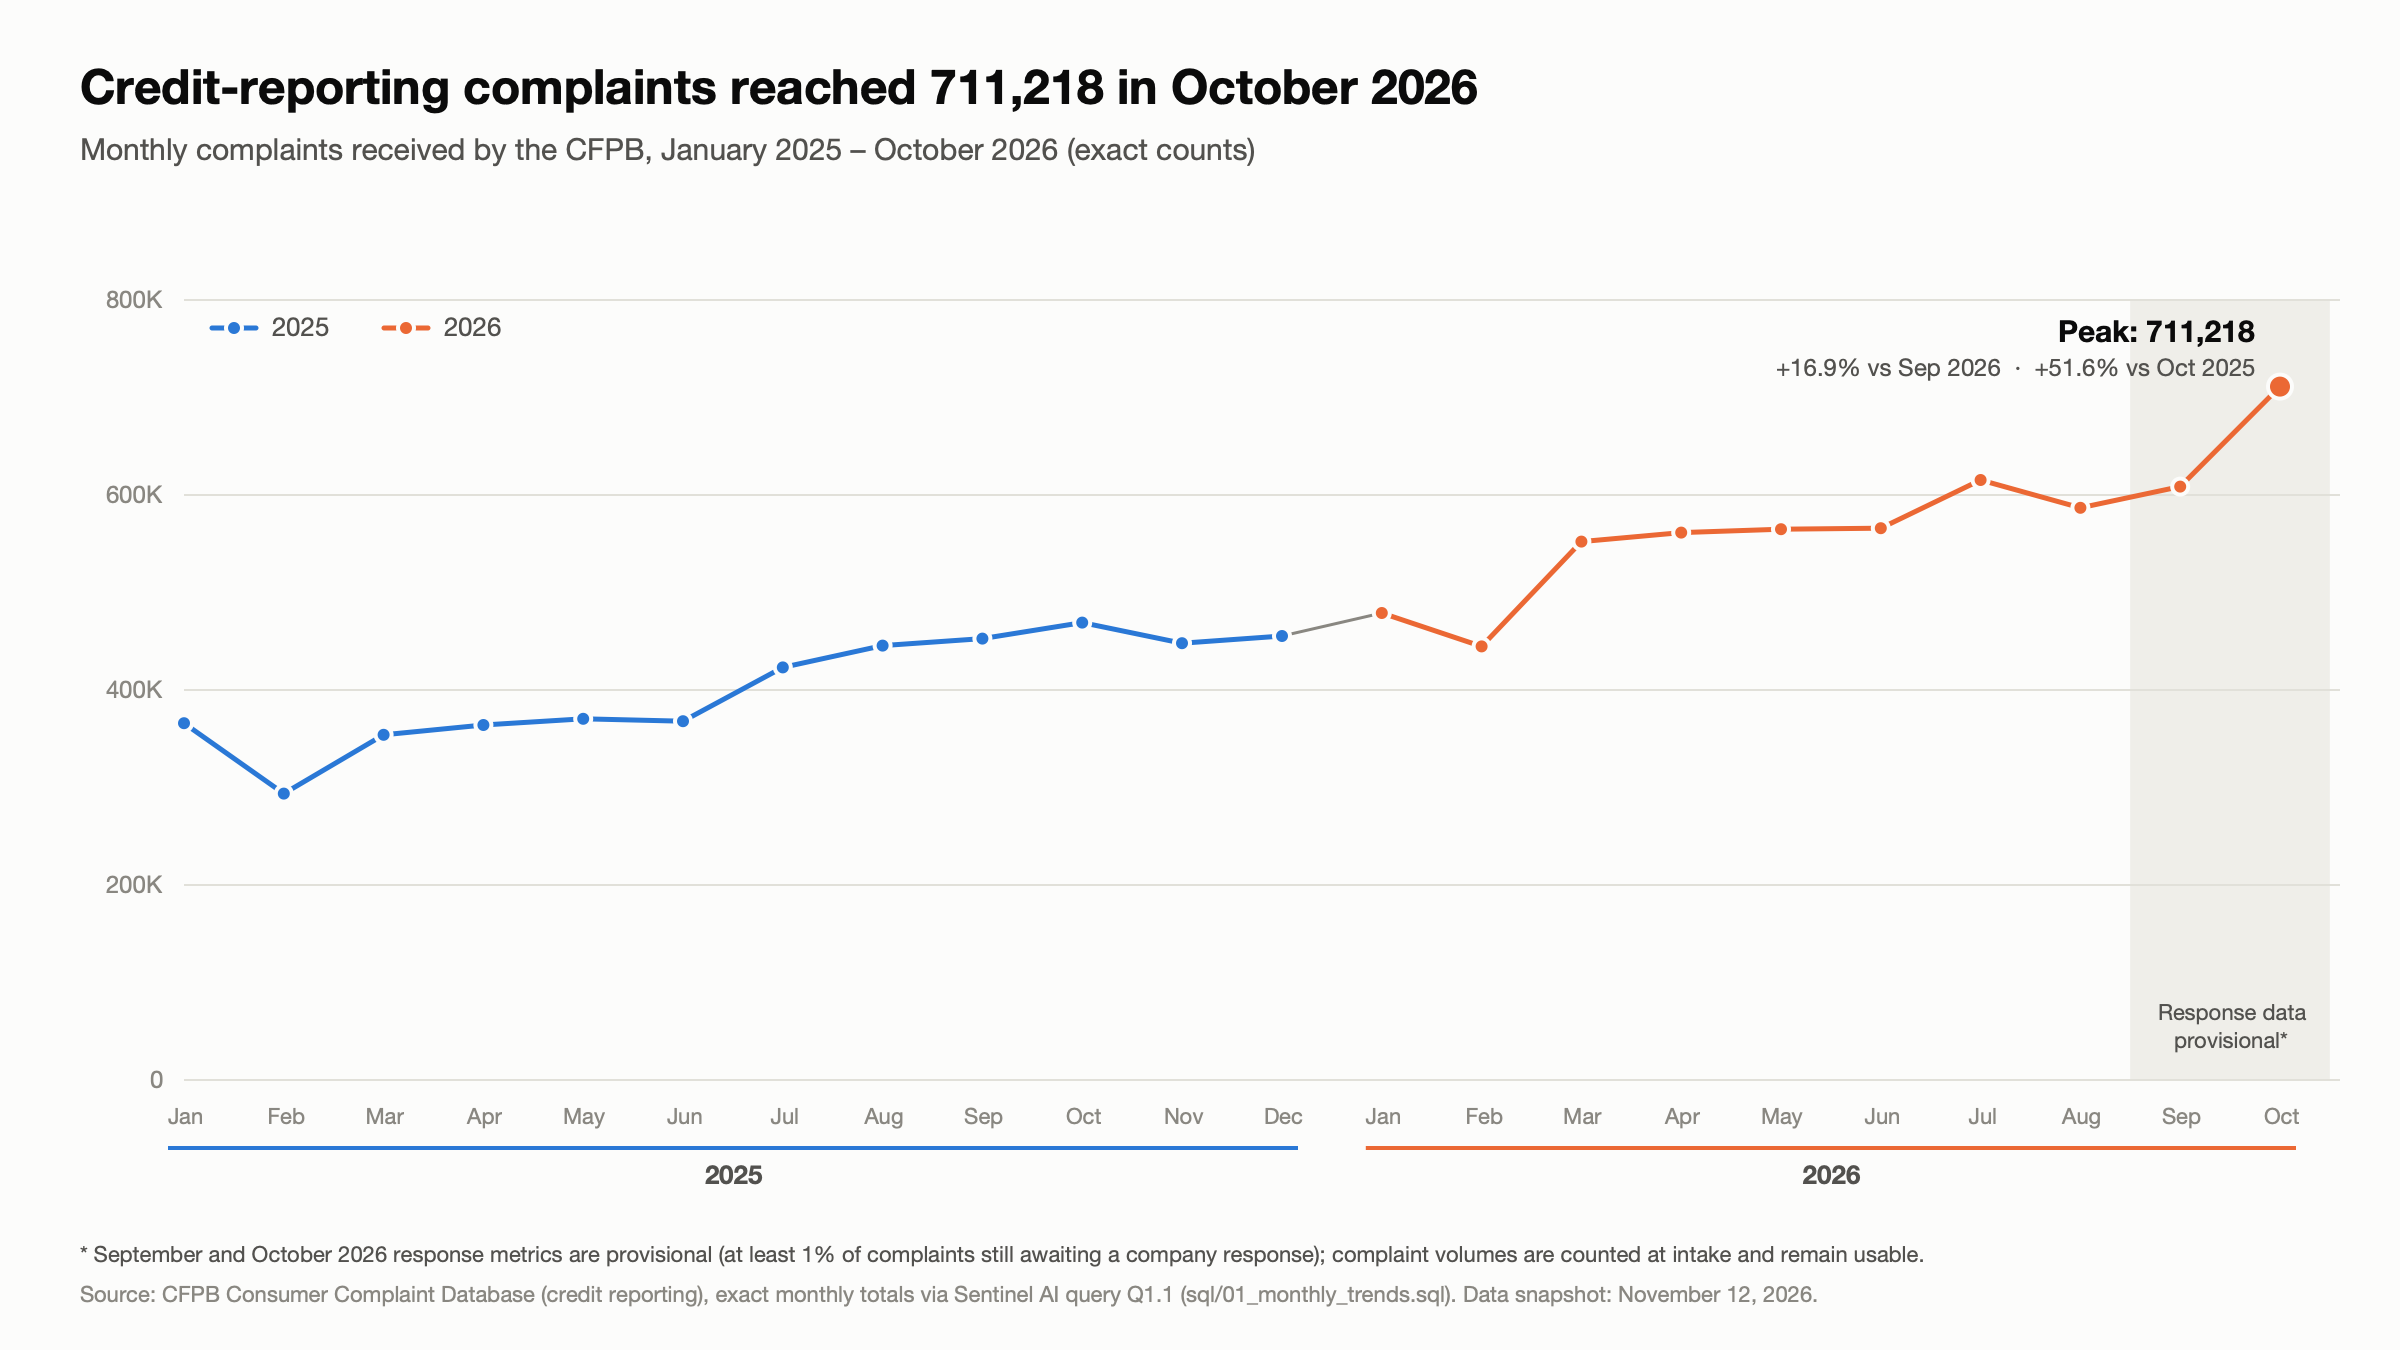 Credit-reporting complaints reached 711,218 in October 2026
Monthly complaints received by the CFPB, January 2025 – October 2026 (exact counts)
800K
2025 2026
Peak: 711,218
+16.9% vs Sep 2026 · +51.6% vs Oct 2025
600K
400K
200K
Response data
provisional*
0
Jan Feb Mar Apr May Jun Jul Aug Sep Oct Nov Dec Jan Feb Mar Apr May Jun Jul Aug Sep Oct
2025 2026
* September and October 2026 response metrics are provisional (at least 1% of complaints still awaiting a company response); complaint volumes are counted at intake and remain usable.
Source: CFPB Consumer Complaint Database (credit reporting), exact monthly totals via Sentinel AI query Q1.1 (sql/01_monthly_trends.sql). Data snapshot: November 12, 2026.